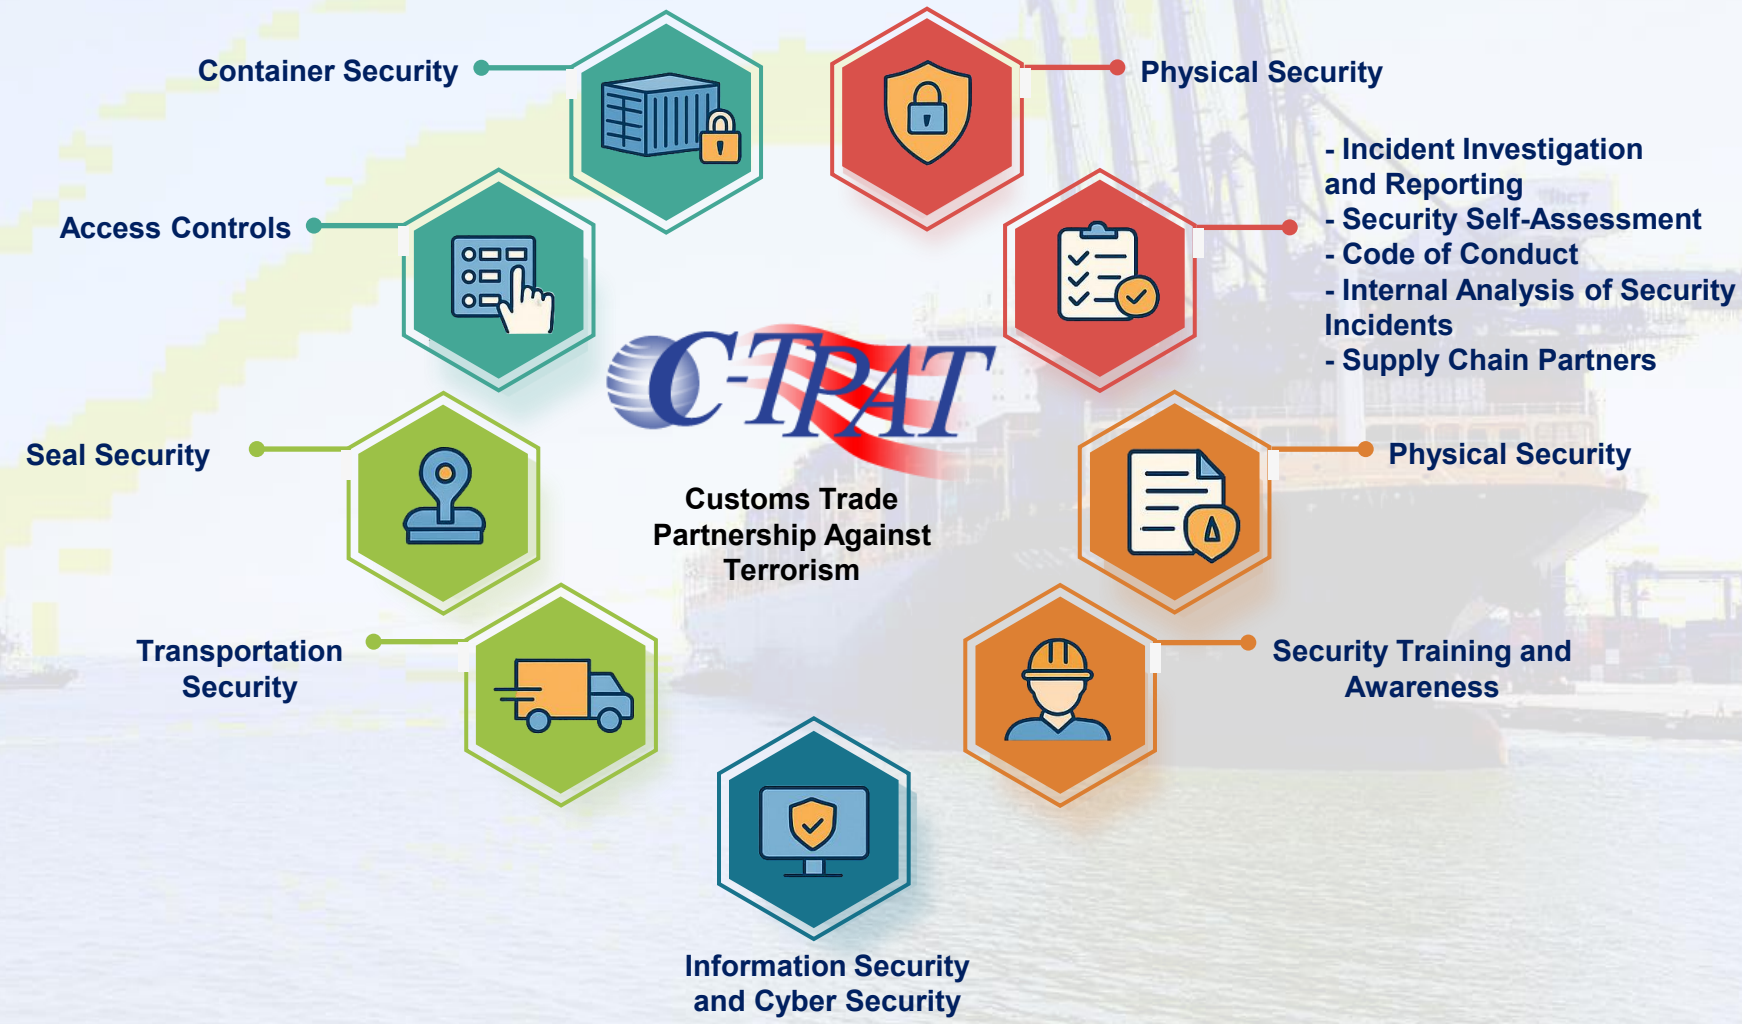 Container Security
Physical Security
- Incident Investigation
and Reporting
- Security Self-Assessment
- Code of Conduct
- Internal Analysis of Security
Incidents
- Supply Chain Partners
Access Controls
C-TPAT
Customs Trade
Partnership Against
Terrorism
Seal Security
Physical Security
Transportation
Security
Security Training and
Awareness
Information Security
and Cyber Security